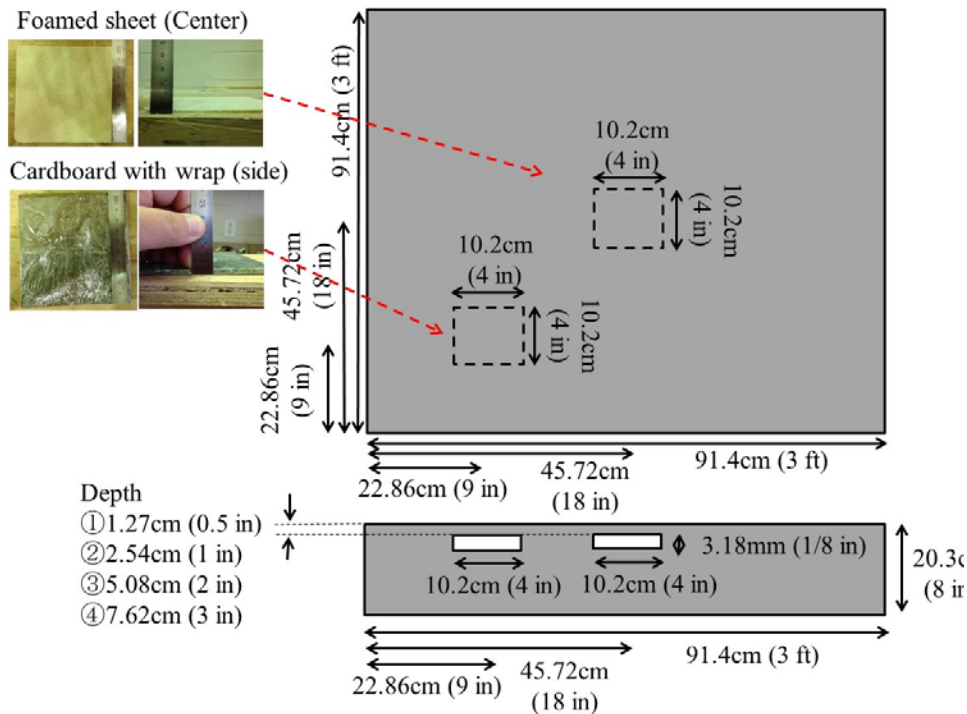 Foamed sheet (Center)
Cardboard with wrap (side)
91.4cm (3 ft)
45.72cm
(18 in)
22.86cm
(9 in)
10.2cm
(4 in)
10.2cm
(4 in)
10.2cm
(4 in)
10.2cm
(4 in)
91.4cm (3 ft)
45.72cm
(18 in)
22.86cm (9 in)
Depth
①1.27cm (0.5 in)
②2.54cm (1 in)
③5.08cm (2 in)
④7.62cm (3 in)
10.2cm (4 in)
10.2cm (4 in)
3.18mm (1/8 in)
20.3c
(8 in
91.4cm (3 ft)
45.72cm
(18 in)
22.86cm (9 in)